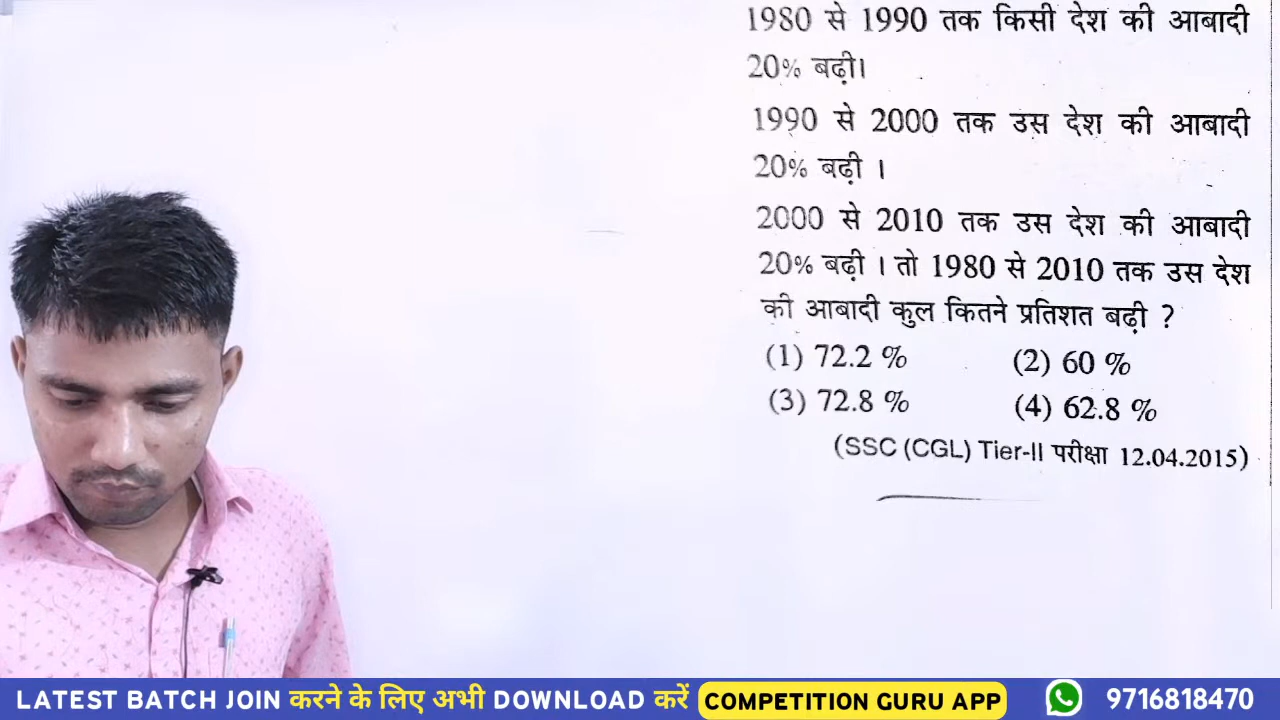 1980 से 1990 तक किसी देश की आबादी
20% बढ़ी।
1990 से 2000 तक उस देश की आबादी
20% बढ़ी ।
2000 से 2010 तक उस देश की आबादी
20% बढ़ी । तो 1980 से 2010 तक उस देश
की आबादी कुल कितने प्रतिशत बढ़ी ?
(1) 72.2 % (2) 60 %
(3) 72.8 % (4) 62.8 %
(SSC (CGL) Tier-II परीक्षा 12.04.2015)
LATEST BATCH JOIN करने के लिए अभी DOWNLOAD करें COMPETITION GURU APP 9716818470